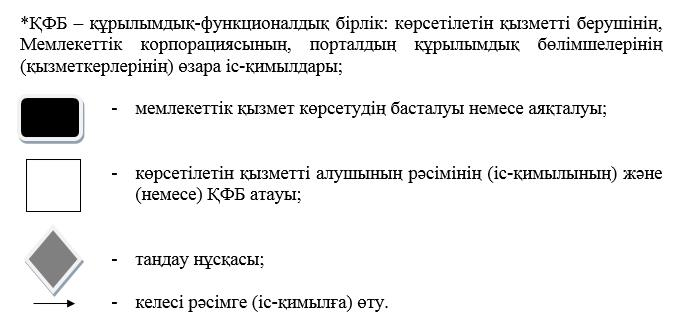 *ҚФБ – құрылымдық-функционалдық бірлік: көрсетілетін қызметті берушінің,
Мемлекеттік корпорациясының, порталдың құрылымдық бөлімшелерінің
(қызметкерлерінің) өзара іс-қимылдары;
- мемлекеттік қызмет көрсетудің басталуы немесе аяқталуы;
- көрсетілетін қызметті алушының рәсімінің (іс-қимылының) және
(немесе) ҚФБ атауы;
- тандау нұсқасы;
- келесі рәсімге (іс-қимылға) өту.